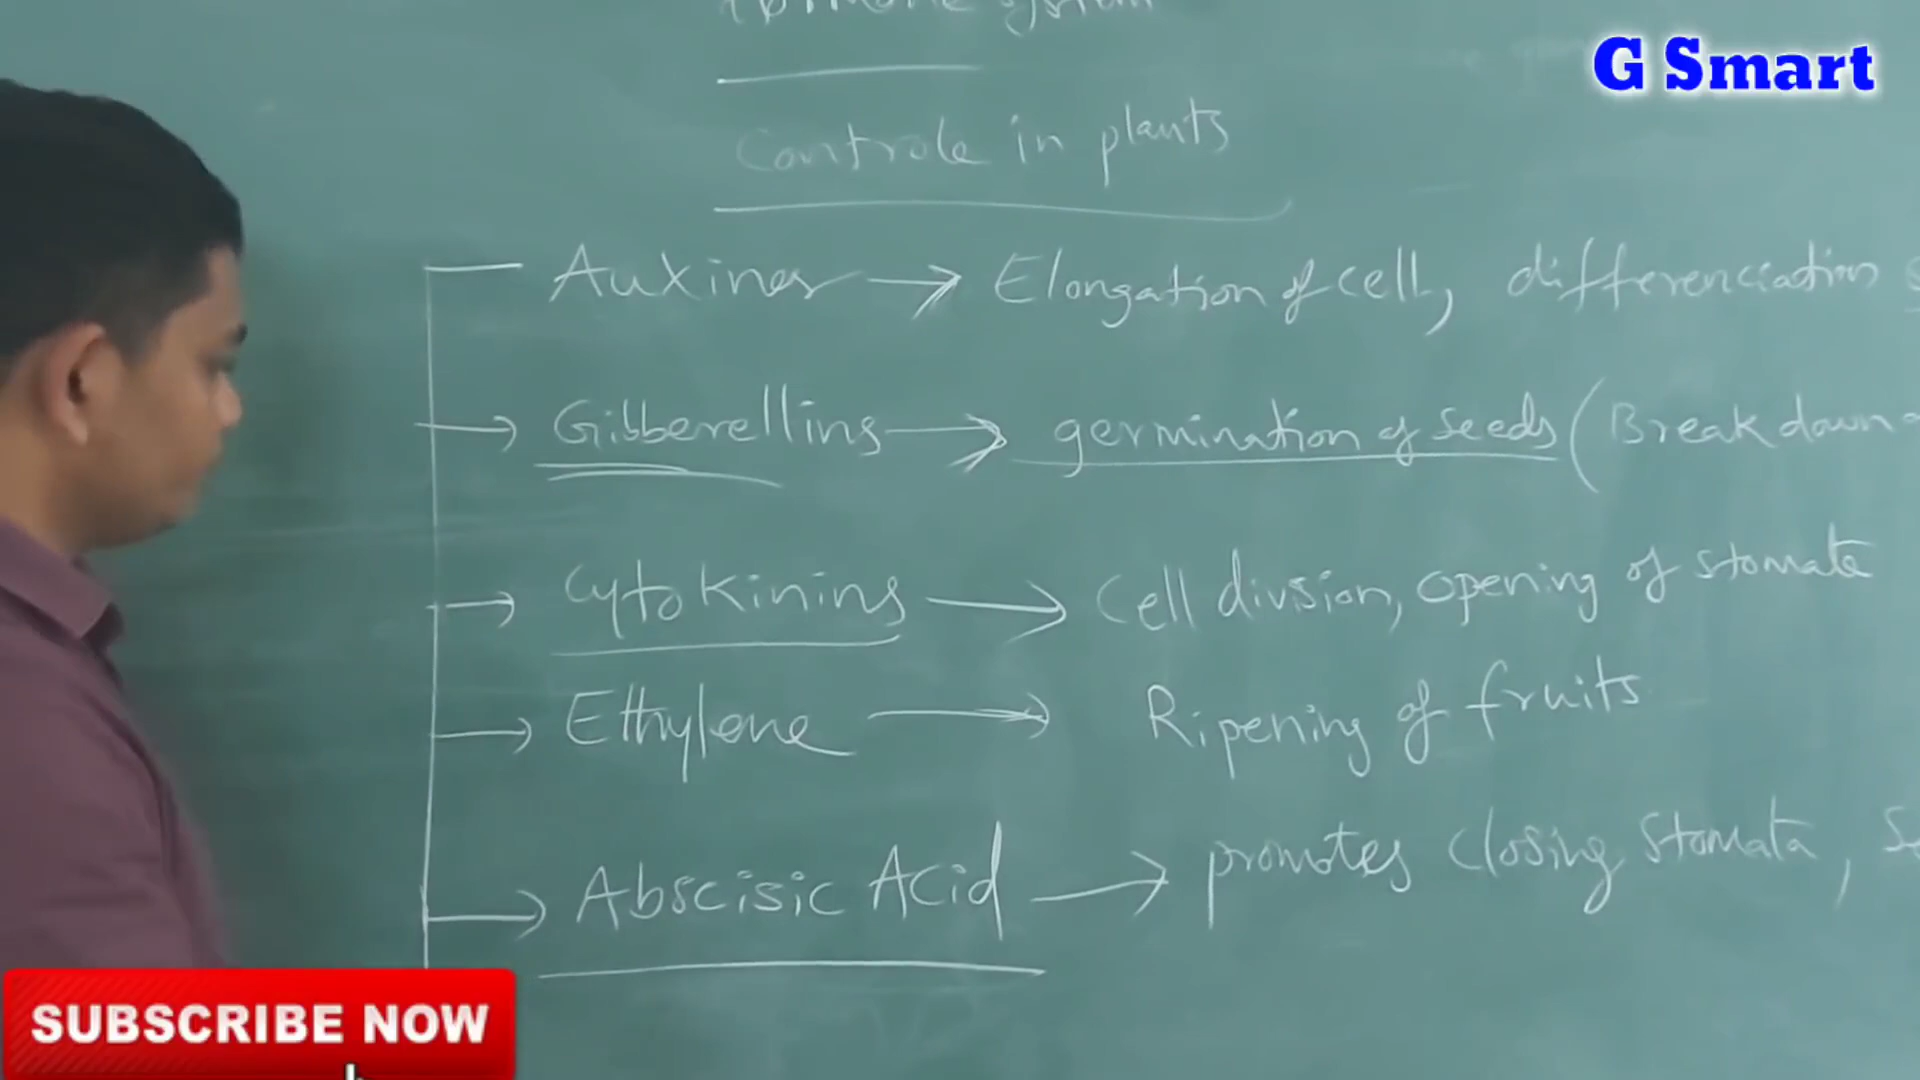 G Smart
Controle in plants
Auxines → Elongation of cell, differenciation
→ Gibberellins → germination of seeds (Break down
→ Cytokinins → Cell division, opening of stomate
→ Ethylene → Ripening of fruits
→ Abscisic Acid → promotes closing stomata,
SUBSCRIBE NOW